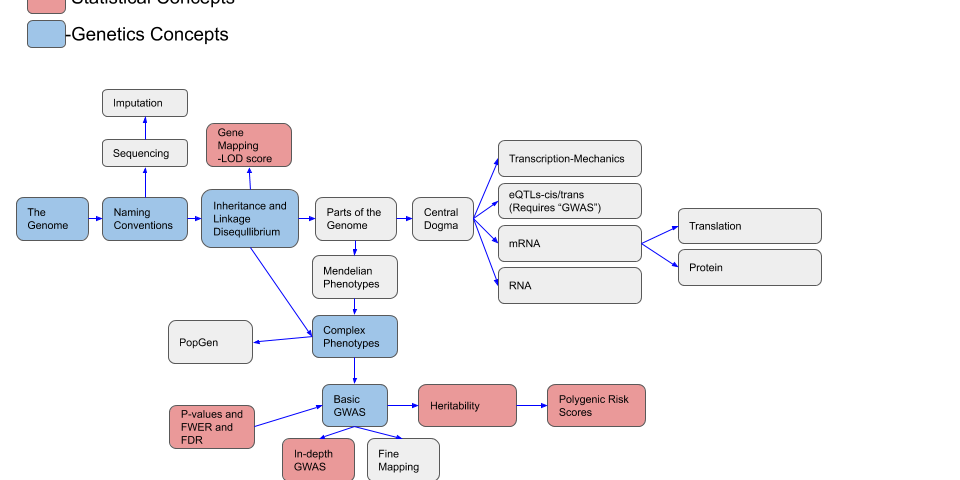 Statistical Concepts
-Genetics Concepts
Imputation
Sequencing
Gene
Mapping
-LOD score
The
Genome
Naming
Conventions
Inheritance and
Linkage
Disequllibrium
Parts of the
Genome
Central
Dogma
Transcription-Mechanics
eQTLs-cis/trans
(Requires “GWAS”)
mRNA
RNA
Translation
Protein
Mendelian
Phenotypes
PopGen
Complex
Phenotypes
P-values and
FWER and
FDR
Basic
GWAS
Heritability
Polygenic Risk
Scores
In-depth
GWAS
Fine
Mapping